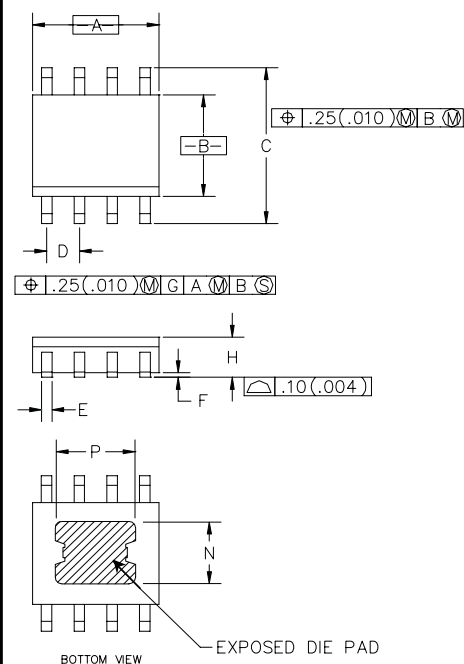 -A-
⌖ .25(.010)Ⓜ B Ⓜ
-B-
C
D
⌖ .25(.010)Ⓜ G A Ⓜ B Ⓢ
H
F
⌓ .10(.004)
E
P
N
EXPOSED DIE PAD
BOTTOM VIEW